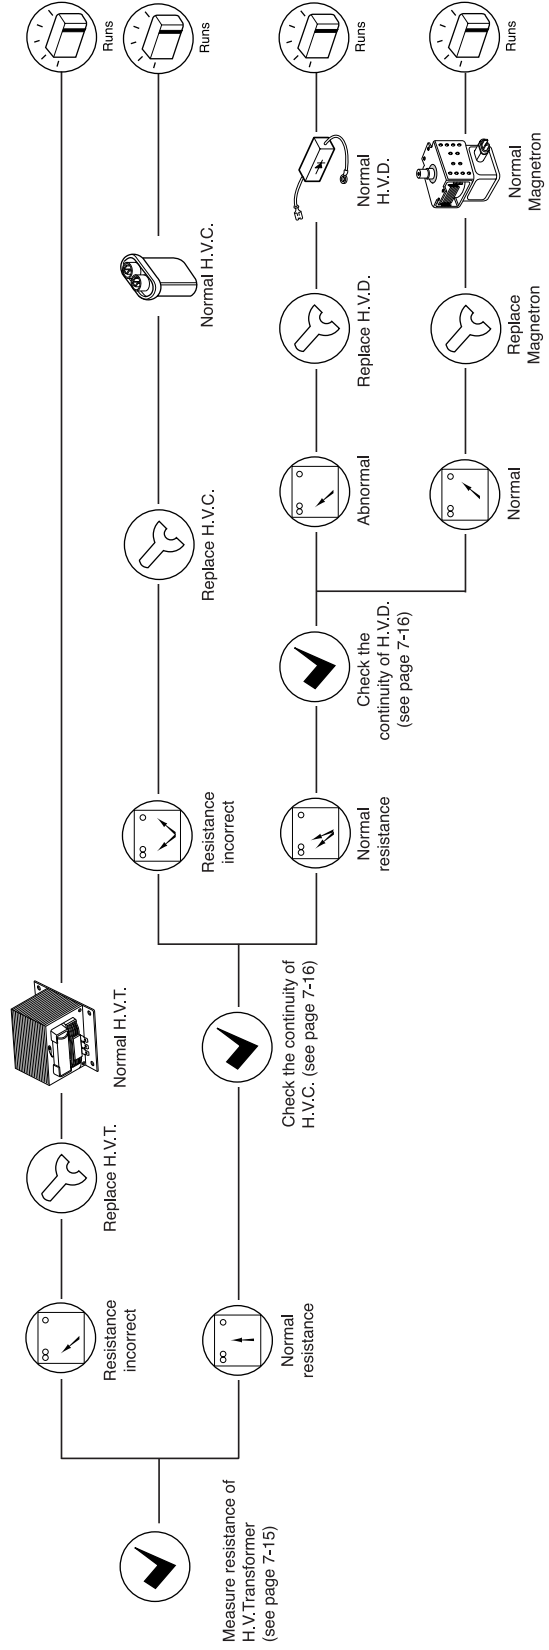 Measure resistance of
H.V.Transformer
(see page 7-15)
Resistance
incorrect
Replace H.V.T.
Normal H.V.T.
Runs
Normal
resistance
Check the continuity of
H.V.C. (see page 7-16)
Resistance
incorrect
Replace H.V.C.
Normal H.V.C.
Runs
Normal
resistance
Check the
continuity of H.V.D.
(see page 7-16)
Abnormal
Replace H.V.D.
Normal
H.V.D.
Runs
Normal
Replace
Magnetron
Normal
Magnetron
Runs